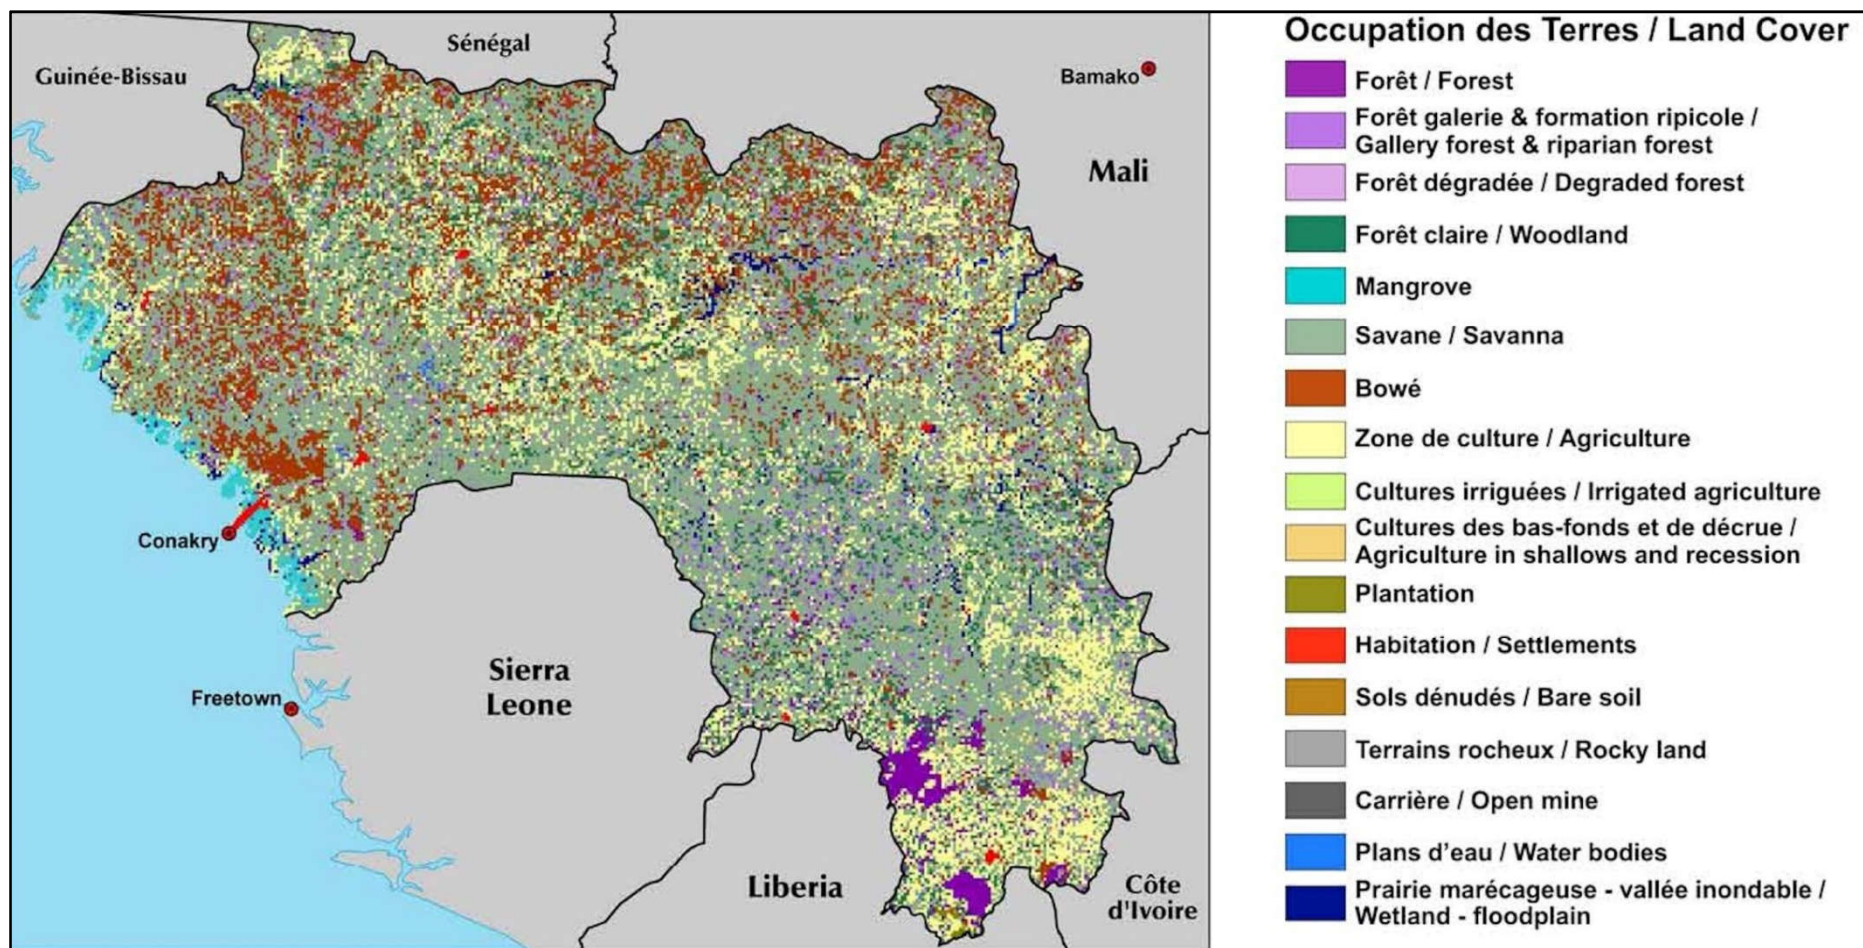 Sénégal
Guinée-Bissau
Bamako
Mali
Conakry
Sierra
Leone
Freetown
Liberia
Côte
d'Ivoire
Occupation des Terres / Land Cover
Forêt / Forest
Forêt galerie & formation ripicole /
Gallery forest & riparian forest
Forêt dégradée / Degraded forest
Forêt claire / Woodland
Mangrove
Savane / Savanna
Bowé
Zone de culture / Agriculture
Cultures irriguées / Irrigated agriculture
Cultures des bas-fonds et de décrue /
Agriculture in shallows and recession
Plantation
Habitation / Settlements
Sols dénudés / Bare soil
Terrains rocheux / Rocky land
Carrière / Open mine
Plans d'eau / Water bodies
Prairie marécageuse - vallée inondable /
Wetland - floodplain